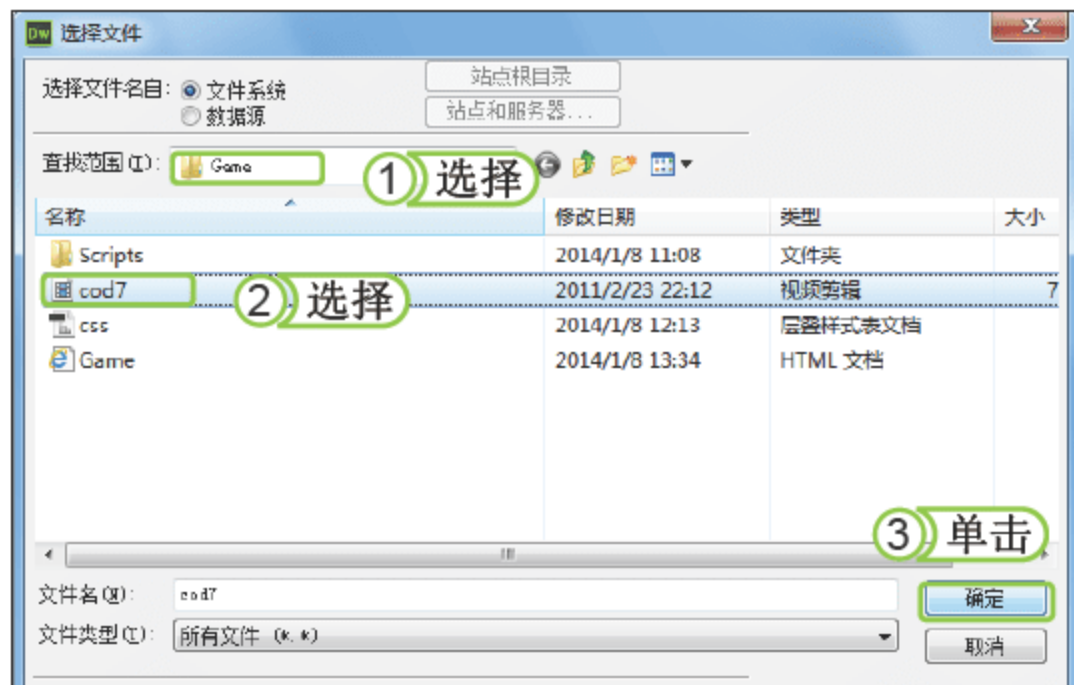 Dw 选择文件
选择文件名自: 文件系统 站点根目录
数据源 站点和服务器...
查找范围(I): Game ① 选择
名称 修改日期 类型 大小
Scripts 2014/1/8 11:08 文件夹
cod7 ② 选择 2011/2/23 22:12 视频剪辑 7
css 2014/1/8 12:13 层叠样式表文档
Game 2014/1/8 13:34 HTML 文档
③ 单击
文件名(N): cod7 确定
文件类型(T): 所有文件 (*.*) 取消